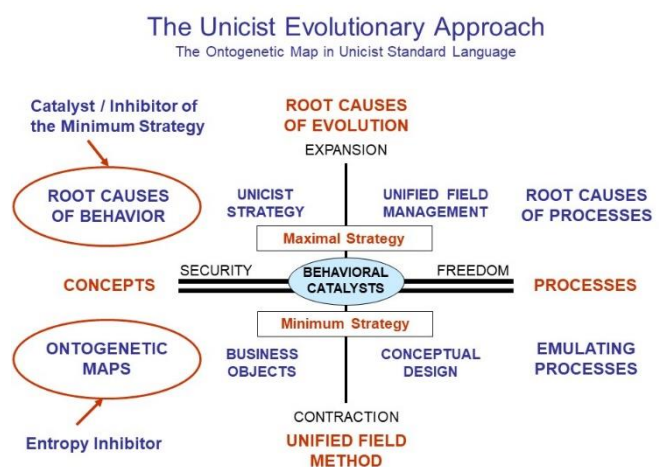 The Unicist Evolutionary Approach
The Ontogenetic Map in Unicist Standard Language
Catalyst / Inhibitor of
the Minimum Strategy
ROOT CAUSES
OF EVOLUTION
EXPANSION
ROOT CAUSES
OF BEHAVIOR
UNICIST
STRATEGY
UNIFIED FIELD
MANAGEMENT
ROOT CAUSES
OF PROCESSES
Maximal Strategy
CONCEPTS
SECURITY
BEHAVIORAL
CATALYSTS
FREEDOM
PROCESSES
Minimum Strategy
ONTOGENETIC
MAPS
BUSINESS
OBJECTS
CONCEPTUAL
DESIGN
EMULATING
PROCESSES
CONTRACTION
Entropy Inhibitor
UNIFIED FIELD
METHOD